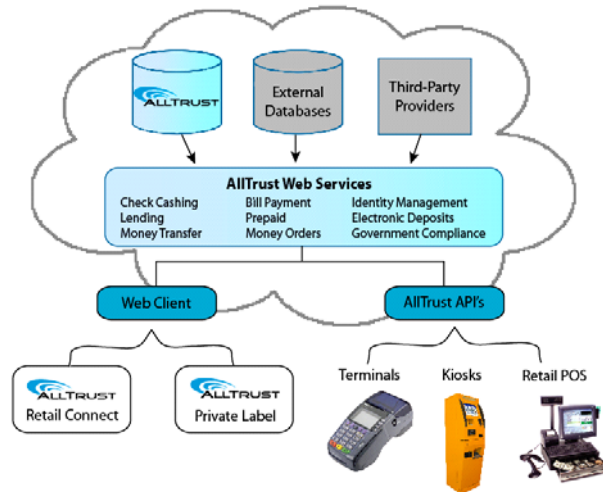 ALLTRUST
External
Databases
Third-Party
Providers
AllTrust Web Services
Check Cashing
Bill Payment
Identity Management
Lending
Prepaid
Electronic Deposits
Money Transfer
Money Orders
Government Compliance
Web Client
AllTrust API's
ALLTRUST
Retail Connect
ALLTRUST
Private Label
Terminals
Kiosks
Retail POS